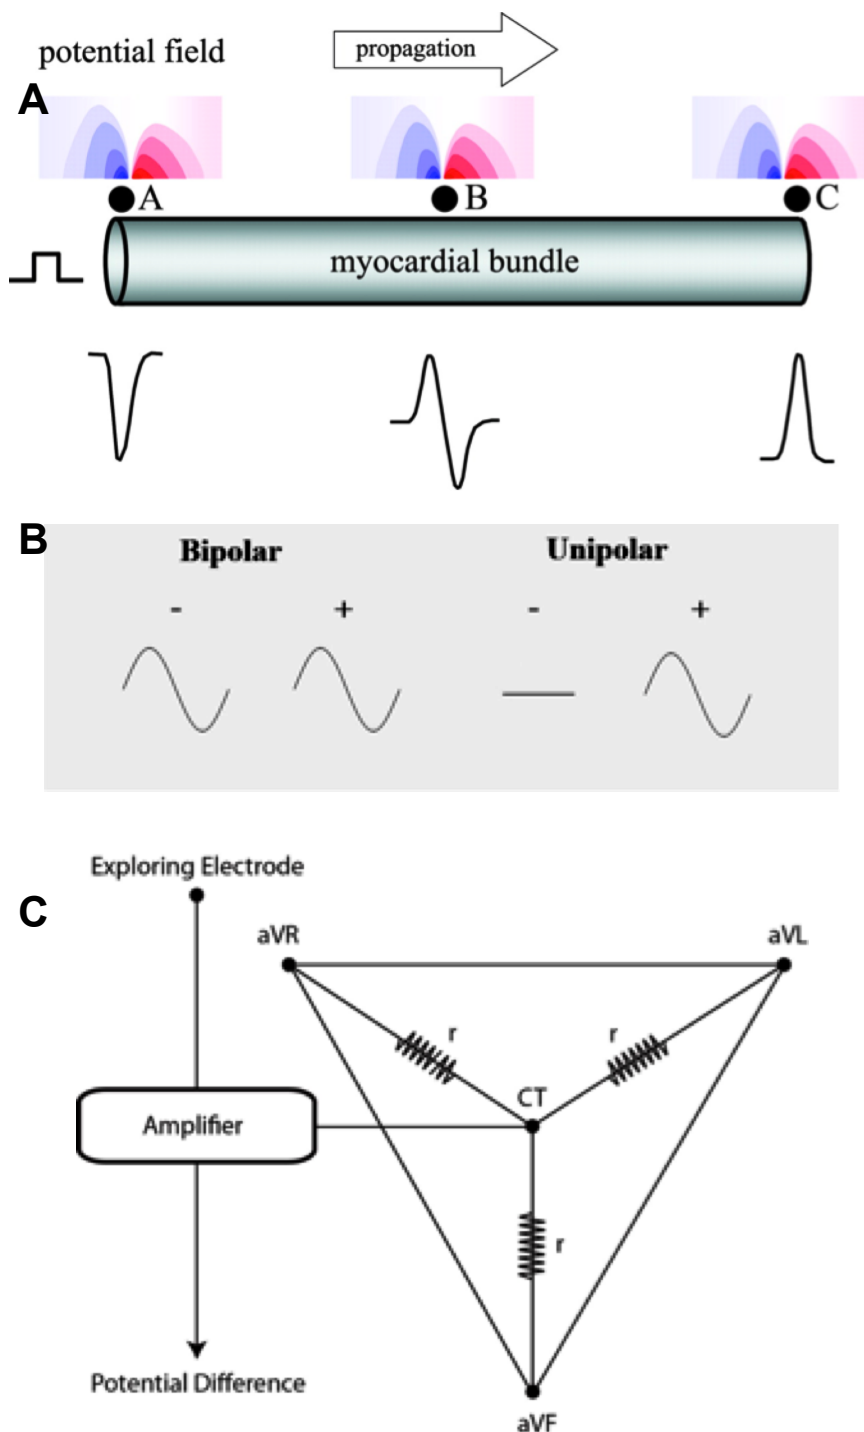 potential field
propagation
A
A
B
C
myocardial bundle
B
Bipolar
Unipolar
- + - +
Exploring Electrode
C
aVR
aVL
r
r
CT
Amplifier
r
Potential Difference
aVF